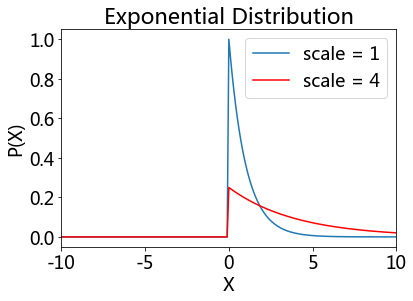 Exponential Distribution
scale = 1
scale = 4
P(X)
1.0
0.8
0.6
0.4
0.2
0.0
-10
-5
0
5
10
X